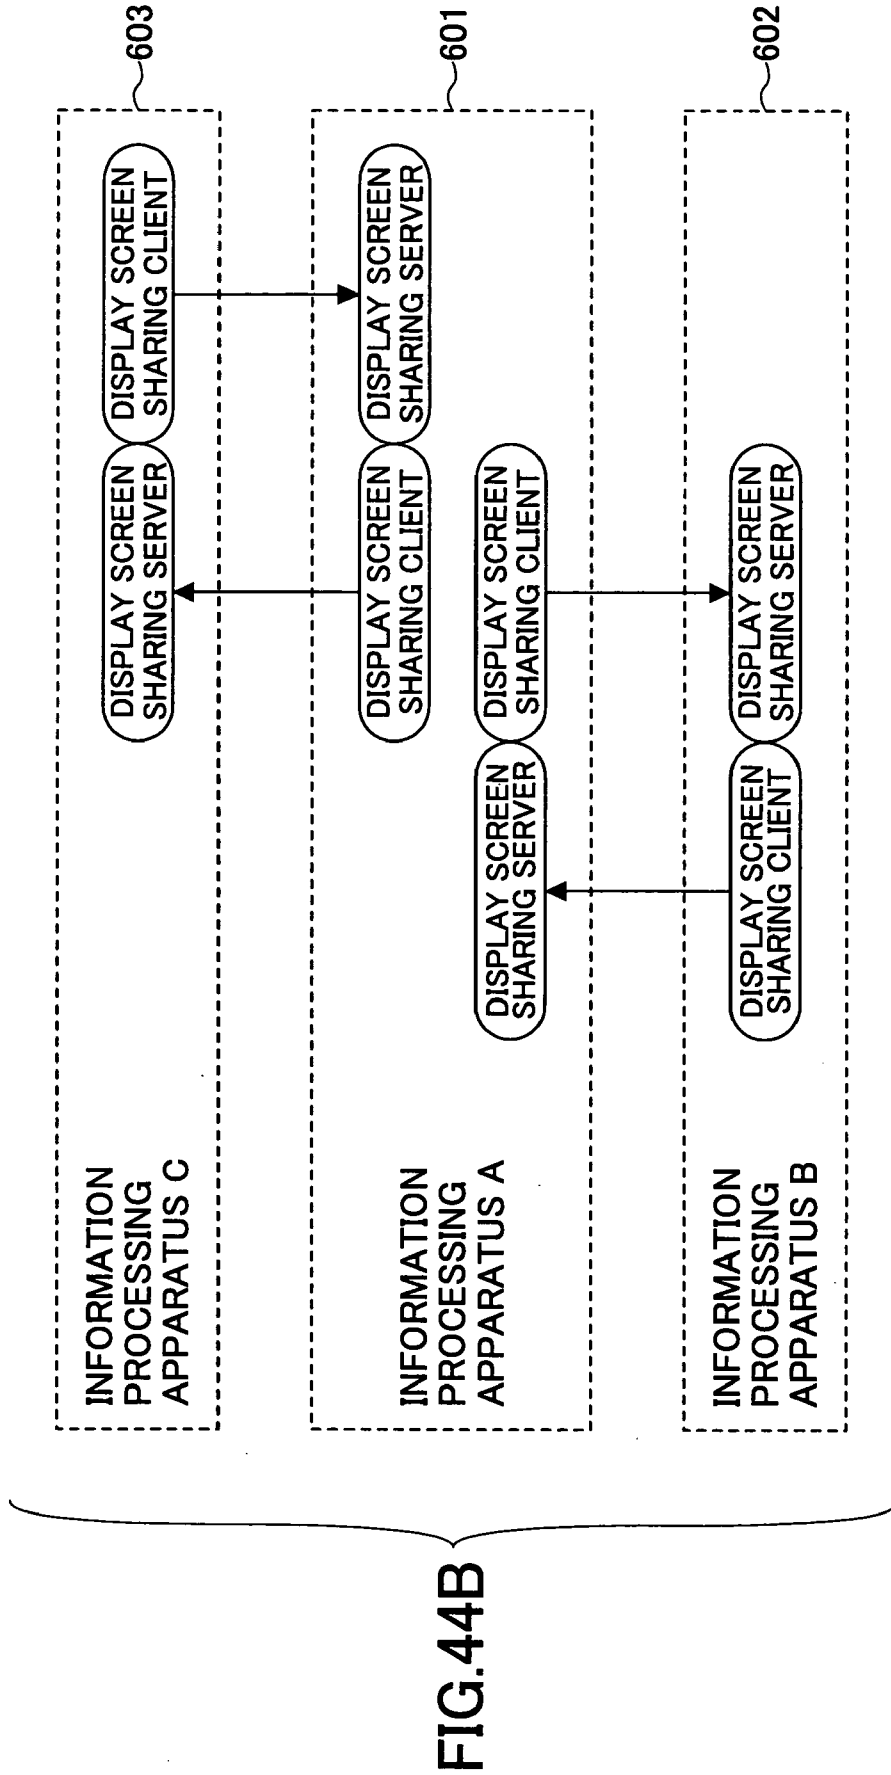 FIG.44B
INFORMATION
PROCESSING
APPARATUS C
DISPLAY SCREEN
SHARING SERVER
DISPLAY SCREEN
SHARING CLIENT
603
INFORMATION
PROCESSING
APPARATUS A
DISPLAY SCREEN
SHARING CLIENT
DISPLAY SCREEN
SHARING SERVER
DISPLAY SCREEN
SHARING SERVER
DISPLAY SCREEN
SHARING CLIENT
601
INFORMATION
PROCESSING
APPARATUS B
DISPLAY SCREEN
SHARING CLIENT
DISPLAY SCREEN
SHARING SERVER
602